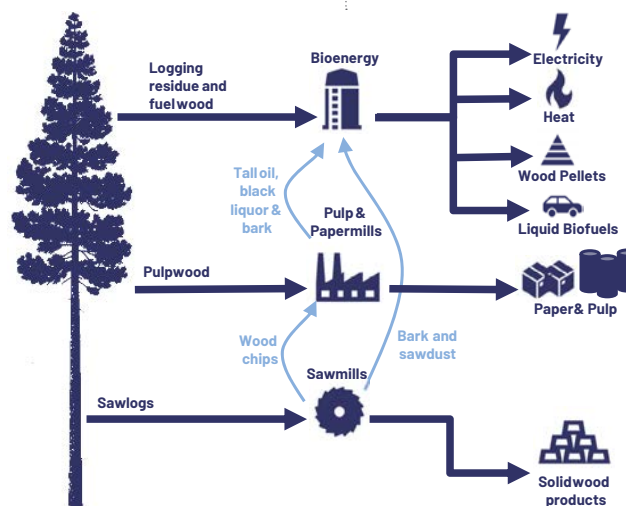 Bioenergy
Electricity
Logging
residue and
fuelwood
Heat
Tall oil,
black
liquor &
bark
Wood Pellets
Pulp &
Papermills
Liquid Biofuels
Pulpwood
Paper& Pulp
Wood
chips
Bark and
sawdust
Sawmills
Sawlogs
Solidwood
products